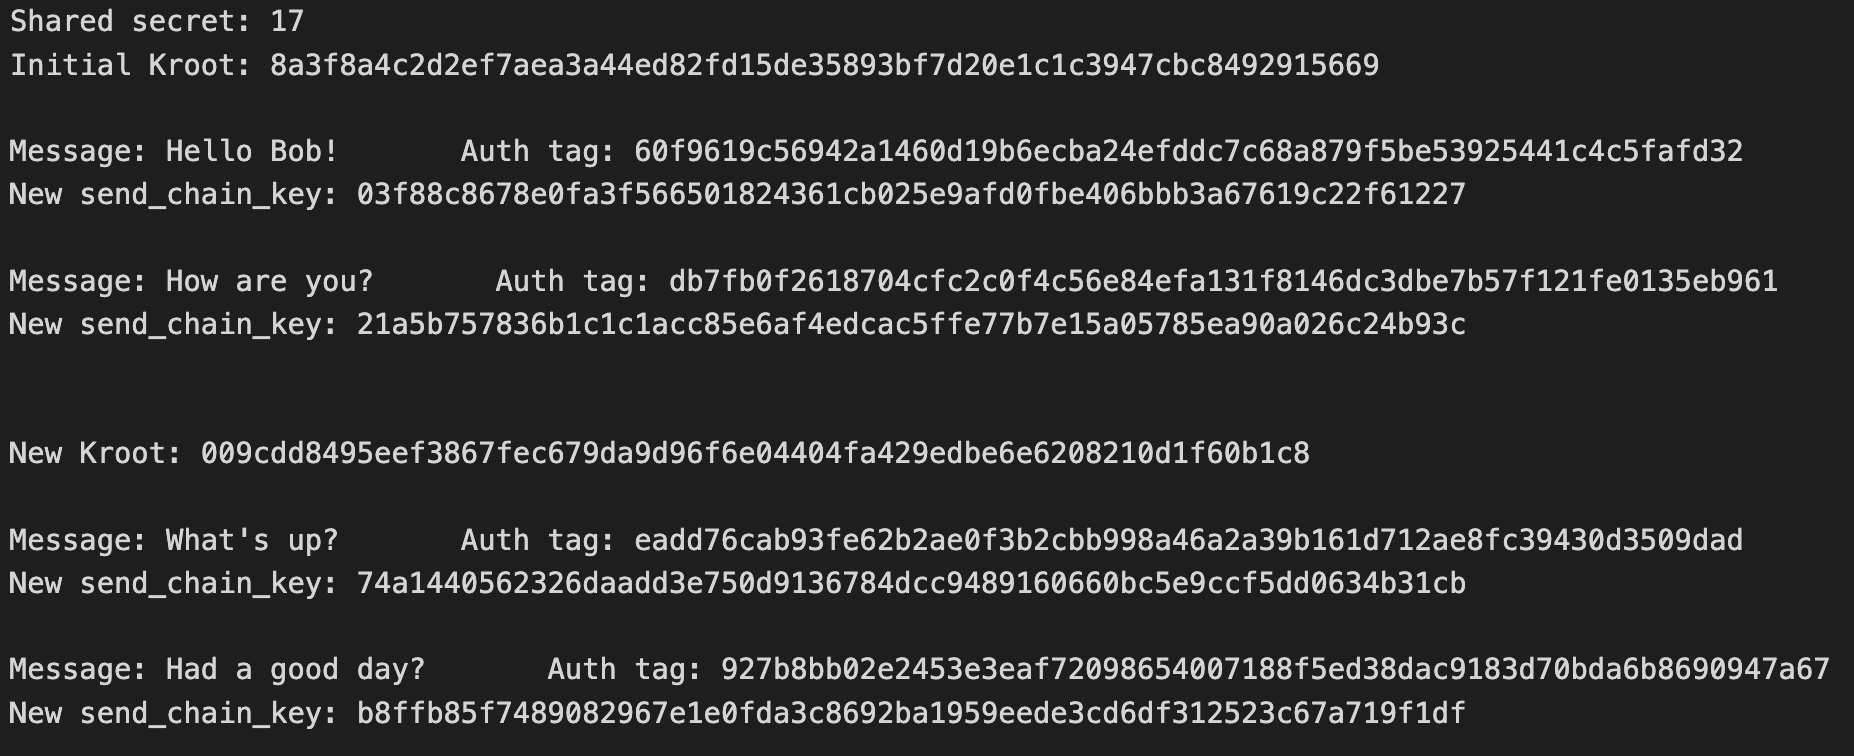 Shared secret: 17
Initial Kroot: 8a3f8a4c2d2ef7aea3a44ed82fd15de35893bf7d20e1c1c3947cbc8492915669
Message: Hello Bob!       Auth tag: 60f9619c56942a1460d19b6ecba24efddc7c68a879f5be53925441c4c5fafd32
New send_chain_key: 03f88c8678e0fa3f566501824361cb025e9afd0fbe406bbb3a67619c22f61227
Message: How are you?       Auth tag: db7fb0f2618704cfc2c0f4c56e84efa131f8146dc3dbe7b57f121fe0135eb961
New send_chain_key: 21a5b757836b1c1c1acc85e6af4edcac5ffe77b7e15a05785ea90a026c24b93c
New Kroot: 009cdd8495eef3867fec679da9d96f6e04404fa429edbe6e6208210d1f60b1c8
Message: What's up?       Auth tag: eadd76cab93fe62b2ae0f3b2cbb998a46a2a39b161d712ae8fc39430d3509dad
New send_chain_key: 74a1440562326daadd3e750d9136784dcc9489160660bc5e9ccf5dd0634b31cb
Message: Had a good day?       Auth tag: 927b8bb02e2453e3eaf72098654007188f5ed38dac9183d70bda6b8690947a67
New send_chain_key: b8ffb85f7489082967e1e0fda3c8692ba1959eede3cd6df312523c67a719f1df